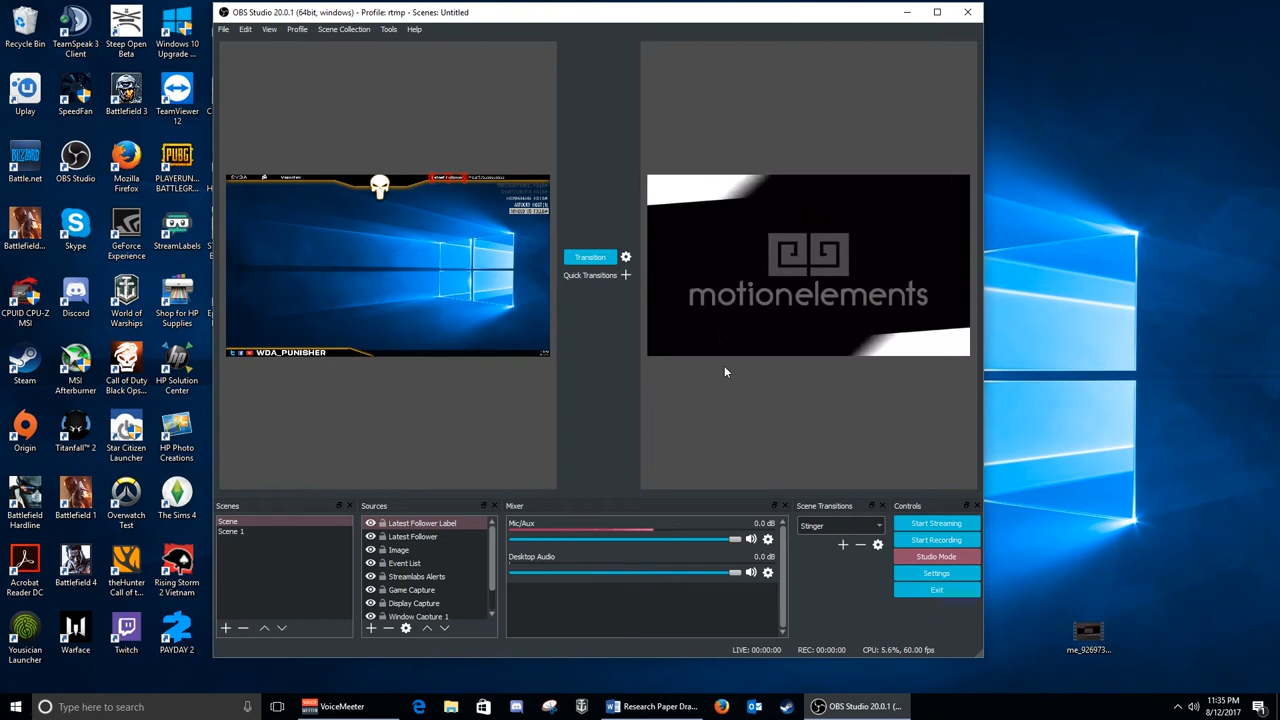 OBS Studio 20.0.1 (64bit, windows) - Profile: rtmp - Scenes: Untitled
File Edit View Profile Scene Collection Tools Help
Recycle Bin
TeamSpeak 3 Client
Steep Open Beta
Windows 10 Upgrade ...
Uplay
SpeedFan
Battlefield 3
TeamViewer 12
Battle.net
OBS Studio
Mozilla Firefox
PLAYERUN... BATTLEGR...
Battlefield...
Skype
GeForce Experience
StreamLabels
CPUID CPU-Z MSI
Discord
World of Warships
Shop for HP Supplies
Steam
MSI Afterburner
Call of Duty Black Ops...
HP Solution Center
Origin
Titanfall™ 2
Star Citizen Launcher
HP Photo Creations
Battlefield Hardline
Battlefield 1
Overwatch Test
The Sims 4
Acrobat Reader DC
Battlefield 4
theHunter Call of t...
Rising Storm 2 Vietnam
Yousician Launcher
Warface
Twitch
PAYDAY 2
WDA_PUNISHER
Transition
Quick Transitions
motionelements
Scenes
Scene
Scene 1
Sources
Latest Follower Label
Latest Follower
Image
Event List
Streamlabs Alerts
Game Capture
Display Capture
Window Capture 1
Mixer
Mic/Aux 0.0 dB
Desktop Audio 0.0 dB
Scene Transitions
Stinger
Controls
Start Streaming
Start Recording
Studio Mode
Settings
Exit
LIVE: 00:00:00 REC: 00:00:00 CPU: 5.6%, 60.00 fps
me_926973...
Type here to search
VoiceMeeter
Research Paper Dra...
OBS 20.0.1 (64bit, ...
11:35 PM
8/12/2017